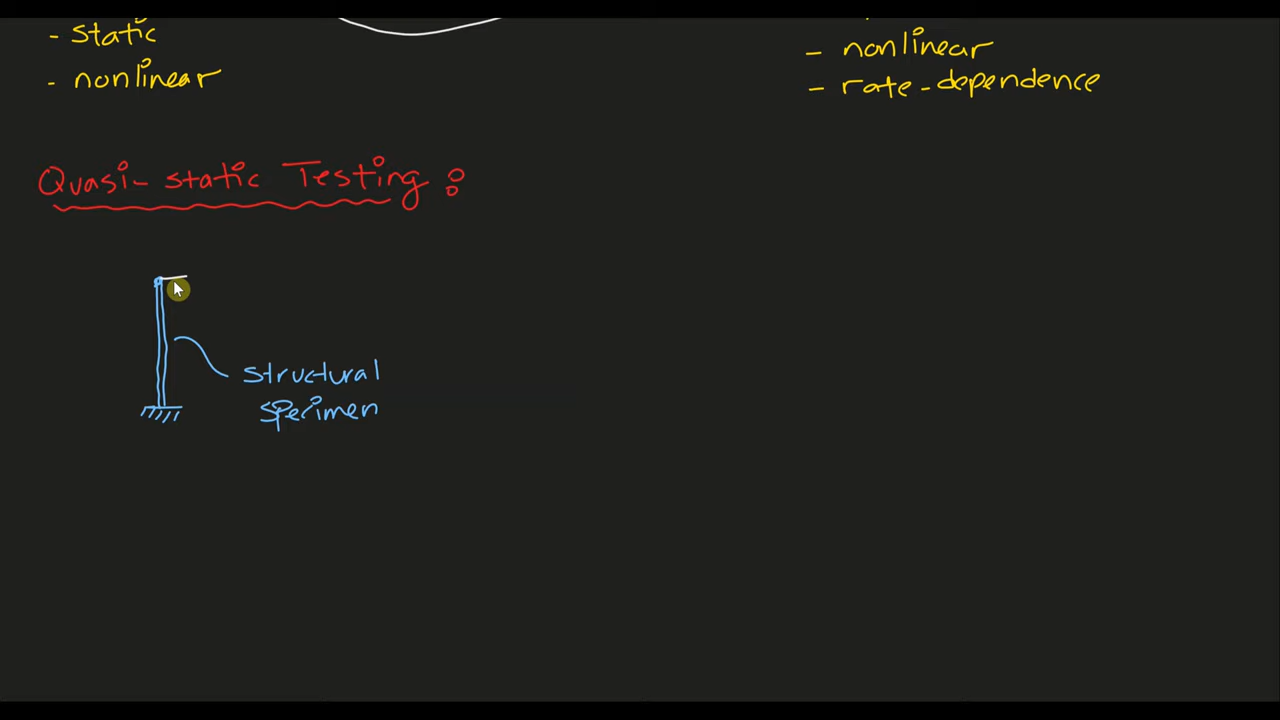 - static
- nonlinear
- nonlinear
- rate-dependence
Quasi-static Testing:
structural
specimen